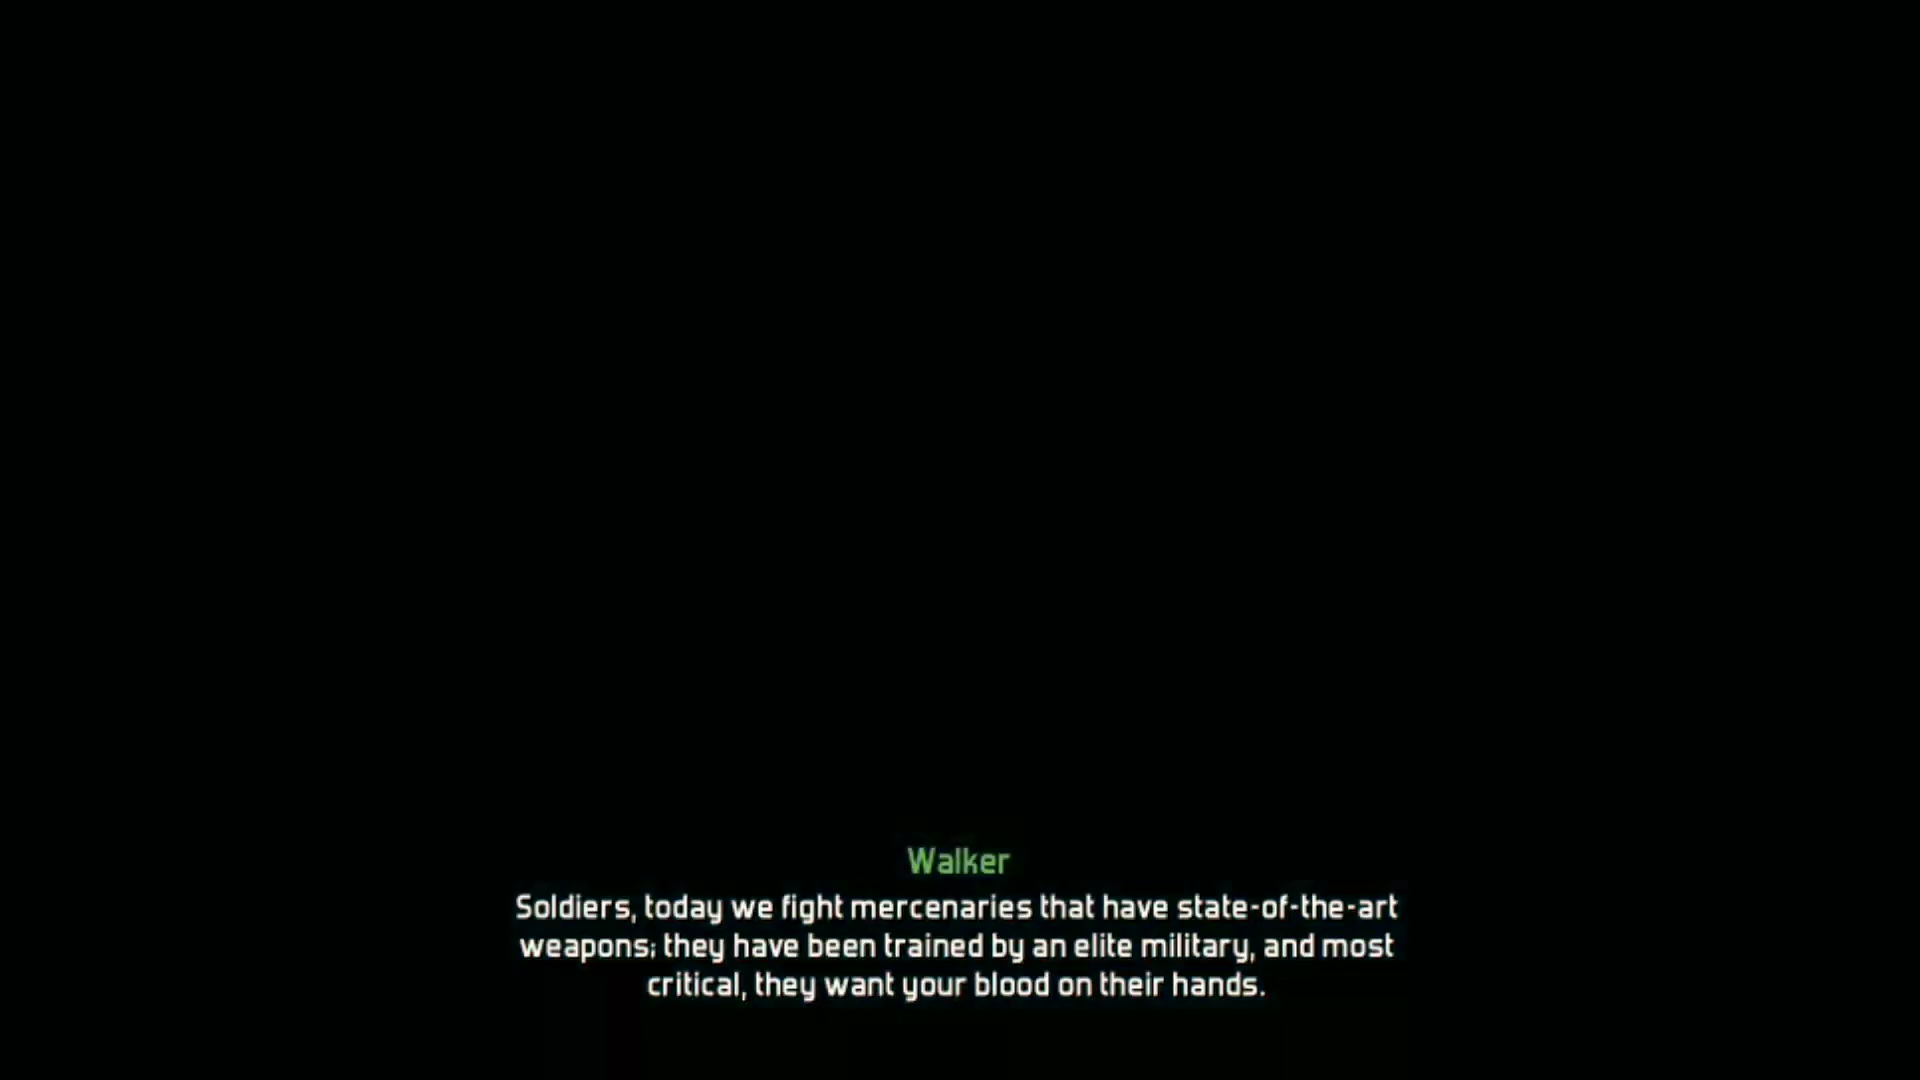 Walker
Soldiers, today we fight mercenaries that have state-of-the-art
weapons; they have been trained by an elite military, and most
critical, they want your blood on their hands.